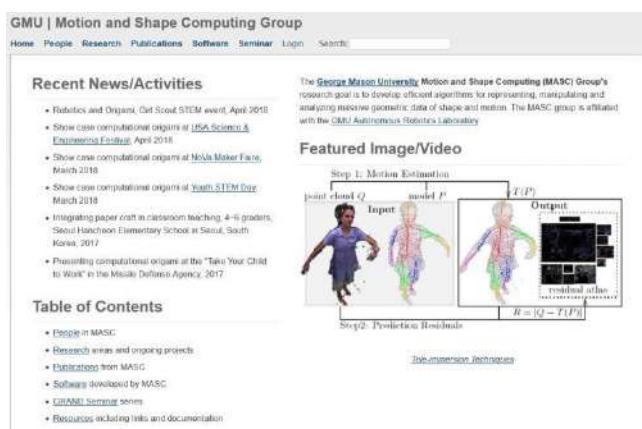 GMU | Motion and Shape Computing Group
Home People Research Publications Software Seminar Login Search:
Recent News/Activities
Robotics and Origami, Girl Scout STEM event, April 2018
Show case computational origami at USA Science &
Engineering Festival, April 2018
Show case computational origami at NoVa Maker Faire,
March 2018
Show case computational origami at Youth STEM Day,
March 2018
Integrating paper craft in classroom teaching, 4~6 graders,
Seoul Hancheon Elementary School in Seoul, South
Korea, 2017
Presenting computational origami at the "Take Your Child
to Work" in the Missile Defense Agency, 2017
Table of Contents
People in MASC
Research areas and ongoing projects
Publications from MASC
Software developed by MASC
GRAND Seminar series
Resources including links and documentation
The George Mason University Motion and Shape Computing (MASC) Group's
research goal is to develop efficient algorithms for representing, manipulating and
analyzing massive geometric data of shape and motion. The MASC group is affiliated
with the GMU Autonomous Robotics Laboratory
Featured Image/Video
Step 1: Motion Estimation
point cloud Q model P T(P)
Input Output
residual atlas
R = |Q − T(P)|
Step2: Prediction Residuals
Tele-immersion Techniques